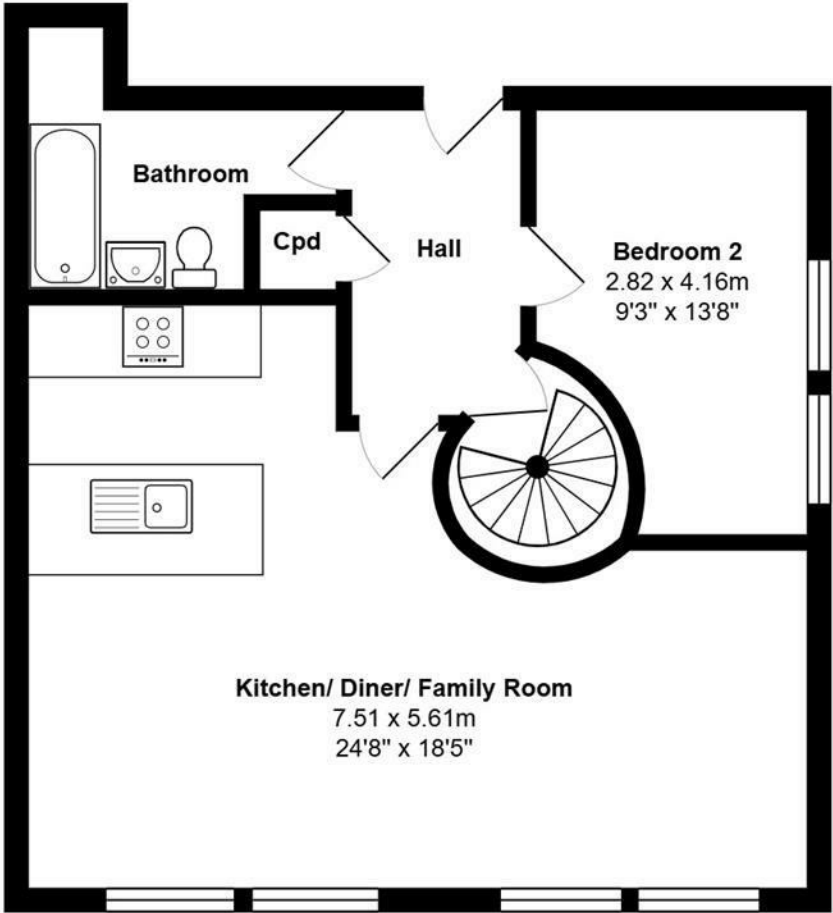 Bathroom
Cpd
Hall
Bedroom 2
2.82 x 4.16m
9'3" x 13'8"
Kitchen/ Diner/ Family Room
7.51 x 5.61m
24'8" x 18'5"